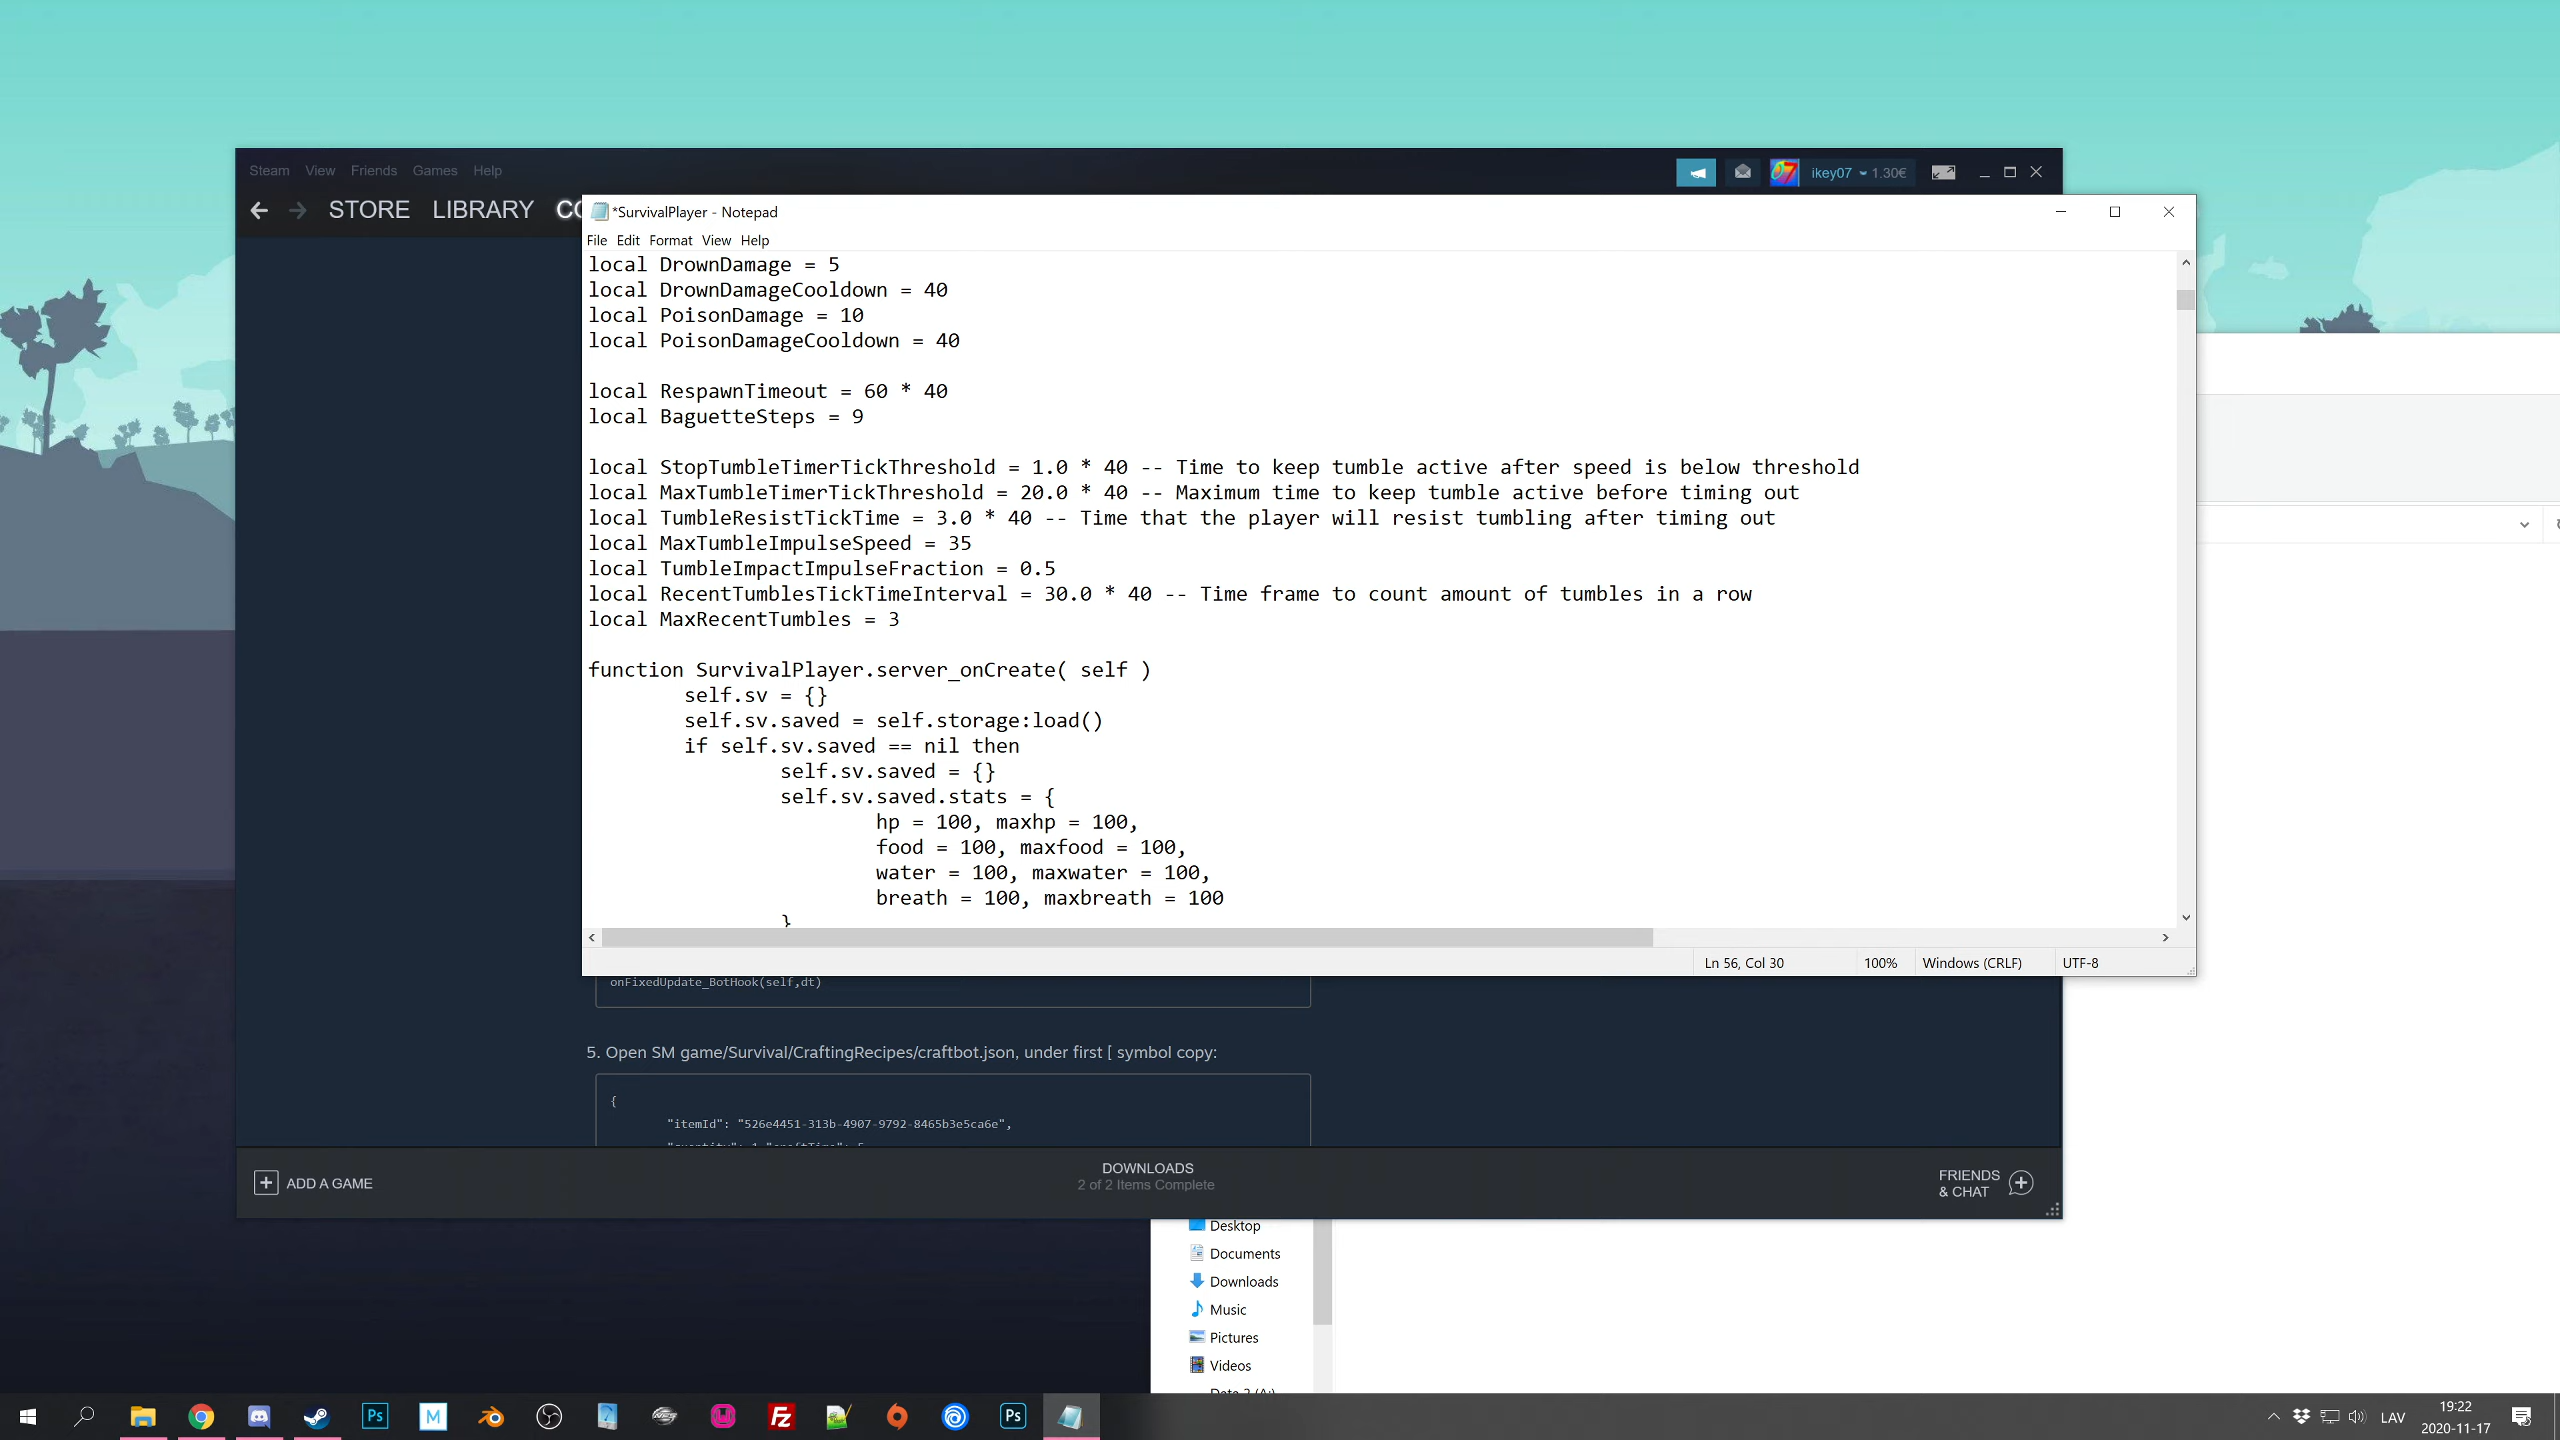 Steam View Friends Games Help
ikey07 1.30€
STORE LIBRARY CO
*SurvivalPlayer - Notepad
File Edit Format View Help
local DrownDamage = 5
local DrownDamageCooldown = 40
local PoisonDamage = 10
local PoisonDamageCooldown = 40
local RespawnTimeout = 60 * 40
local BaguetteSteps = 9
local StopTumbleTimerTickThreshold = 1.0 * 40 -- Time to keep tumble active after speed is below threshold
local MaxTumbleTimerTickThreshold = 20.0 * 40 -- Maximum time to keep tumble active before timing out
local TumbleResistTickTime = 3.0 * 40 -- Time that the player will resist tumbling after timing out
local MaxTumbleImpulseSpeed = 35
local TumbleImpactImpulseFraction = 0.5
local RecentTumblesTickTimeInterval = 30.0 * 40 -- Time frame to count amount of tumbles in a row
local MaxRecentTumbles = 3
function SurvivalPlayer.server_onCreate( self )
self.sv = {}
self.sv.saved = self.storage:load()
if self.sv.saved == nil then
self.sv.saved = {}
self.sv.saved.stats = {
hp = 100, maxhp = 100,
food = 100, maxfood = 100,
water = 100, maxwater = 100,
breath = 100, maxbreath = 100
}
Ln 56, Col 30 100% Windows (CRLF) UTF-8
onFixedUpdate_BotHook(self,dt)
5. Open SM game/Survival/CraftingRecipes/craftbot.json, under first [ symbol copy:
{
"itemId": "526e4451-313b-4907-9792-8465b3e5ca6e",
ADD A GAME
DOWNLOADS
2 of 2 Items Complete
FRIENDS
& CHAT
Desktop
Documents
Downloads
Music
Pictures
Videos
Ps
M
Fz
Ps
LAV
19:22
2020-11-17